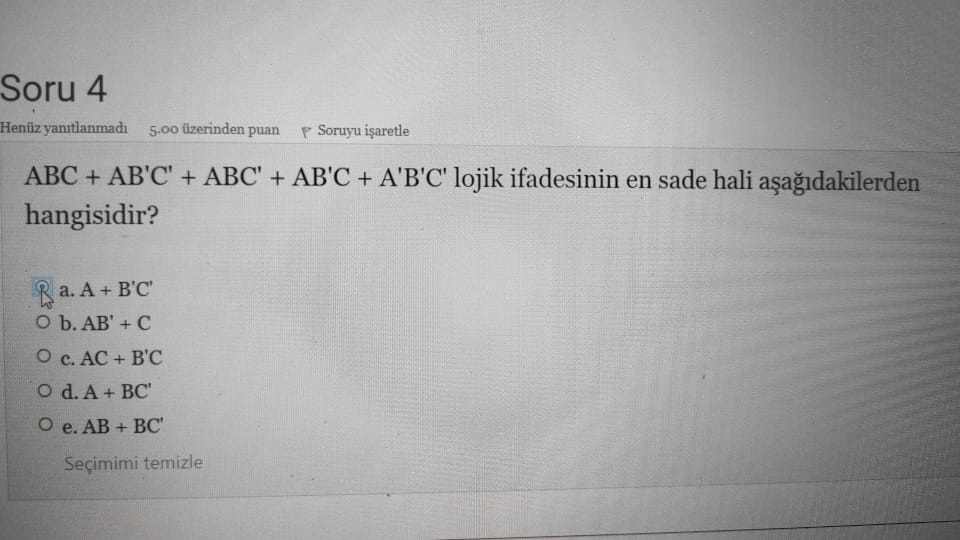 Soru 4
Henüz yanıtlanmadı 5.00 üzerinden puan Soruyu işaretle
ABC + AB'C' + ABC' + AB'C + A'B'C' lojik ifadesinin en sade hali aşağıdakilerden
hangisidir?
a. A + B'C'
b. AB' + C
c. AC + B'C
d. A + BC'
e. AB + BC'
Seçimimi temizle